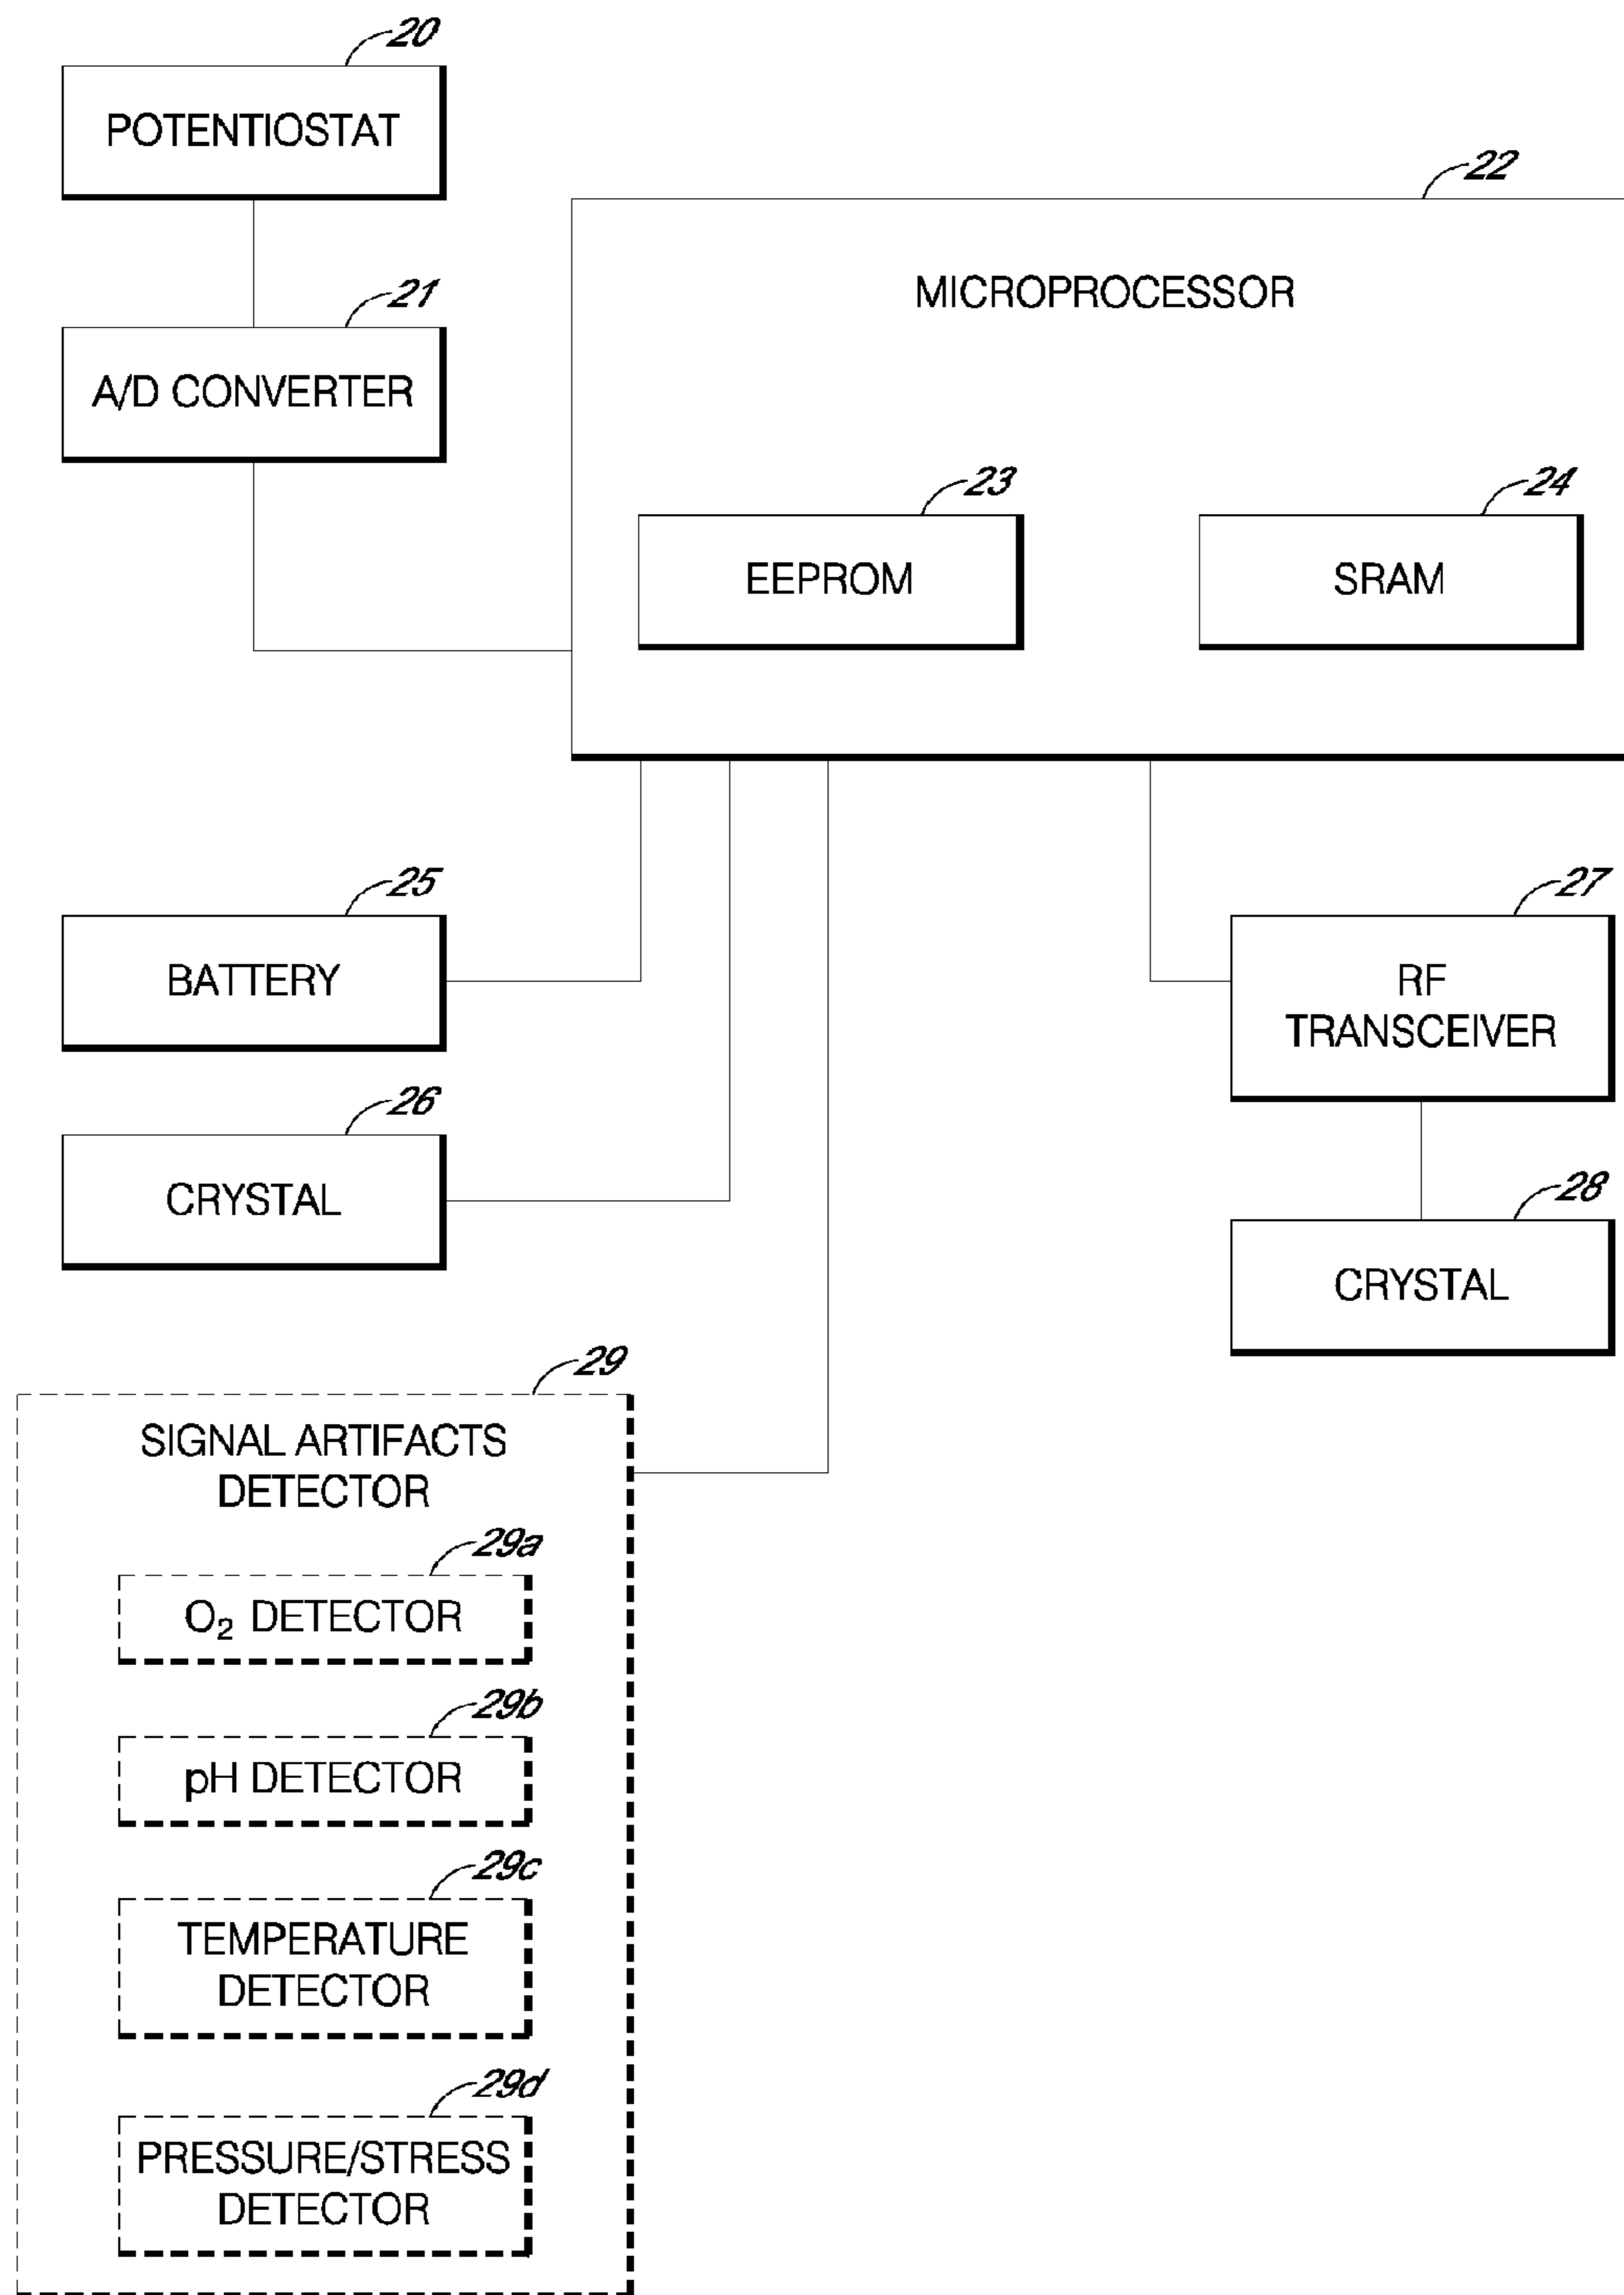 20
POTENTIOSTAT
22
MICROPROCESSOR
21
A/D CONVERTER
23
EEPROM
24
SRAM
25
BATTERY
27
RF
TRANSCEIVER
26
CRYSTAL
28
CRYSTAL
29
SIGNAL ARTIFACTS
DETECTOR
29a
O₂ DETECTOR
29b
pH DETECTOR
29c
TEMPERATURE
DETECTOR
29d
PRESSURE/STRESS
DETECTOR